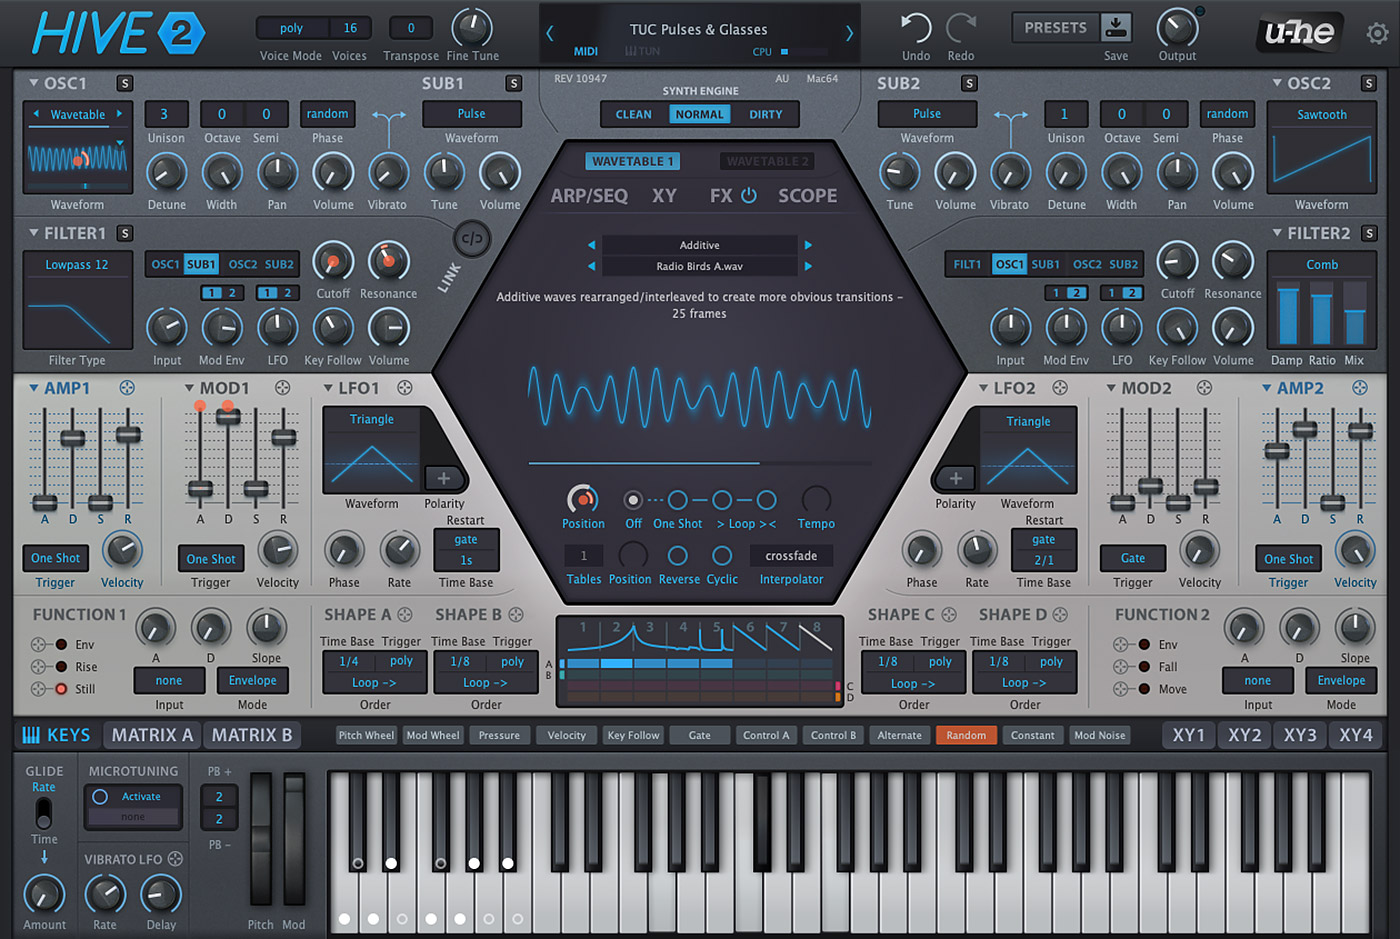 HIVE 2
poly 16 0
Voice Mode Voices Transpose Fine Tune
TUC Pulses & Glasses
MIDI TUN CPU
Undo Redo
PRESETS
Save Output
u-he
OSC1 S
Wavetable
Waveform
3 0 0 random
Unison Octave Semi Phase
Detune Width Pan Volume Vibrato
SUB1 S
Pulse
Waveform
Tune Volume
REV 10947 AU Mac64
SYNTH ENGINE
CLEAN NORMAL DIRTY
SUB2 S
Pulse
Waveform
Tune Volume Vibrato
OSC2 S
1 0 0 random
Unison Octave Semi Phase
Detune Width Pan Volume
Sawtooth
Waveform
FILTER1 S
Lowpass 12
Filter Type
OSC1 SUB1 OSC2 SUB2
1 2 1 2
Cutoff Resonance
Input Mod Env LFO Key Follow Volume
LINK
WAVETABLE 1 WAVETABLE 2
ARP/SEQ XY FX SCOPE
Additive
Radio Birds A.wav
Additive waves rearranged/interleaved to create more obvious transitions –
25 frames
Position Off One Shot > Loop >< Tempo
1 crossfade
Tables Position Reverse Cyclic Interpolator
FILTER2 S
FILT1 OSC1 SUB1 OSC2 SUB2
1 2 1 2
Cutoff Resonance
Input Mod Env LFO Key Follow Volume
Comb
Damp Ratio Mix
AMP1
A D S R
One Shot
Trigger Velocity
MOD1
A D S R
One Shot
Trigger Velocity
LFO1
Triangle
Waveform Polarity
Restart
gate
1s
Phase Rate Time Base
LFO2
Triangle
Polarity Waveform
Restart
gate
2/1
Phase Rate Time Base
MOD2
A D S R
Gate
Trigger Velocity
AMP2
A D S R
One Shot
Trigger Velocity
FUNCTION 1
Env
Rise
Still
A D Slope
none Envelope
Input Mode
SHAPE A
Time Base Trigger
1/4 poly
Loop ->
Order
SHAPE B
Time Base Trigger
1/8 poly
Loop ->
Order
1 2 3 4 5 6 7 8
A
B
C
D
SHAPE C
Time Base Trigger
1/8 poly
Loop ->
Order
SHAPE D
Time Base Trigger
1/8 poly
Loop ->
Order
FUNCTION 2
Env
Fall
Move
A D Slope
none Envelope
Input Mode
KEYS MATRIX A MATRIX B
Pitch Wheel Mod Wheel Pressure Velocity Key Follow Gate Control A Control B Alternate Random Constant Mod Noise
XY1 XY2 XY3 XY4
GLIDE
Rate
Time
Amount
MICROTUNING
Activate
none
VIBRATO LFO
Rate Delay
PB +
2
2
PB –
Pitch Mod